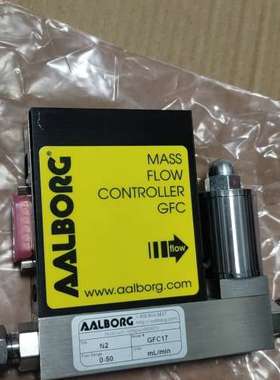 AALBORG®
MASS
FLOW
CONTROLLER
GFC
flow
www.aalborg.com
AALBORG
N2
GFC17
0-50
mL/min